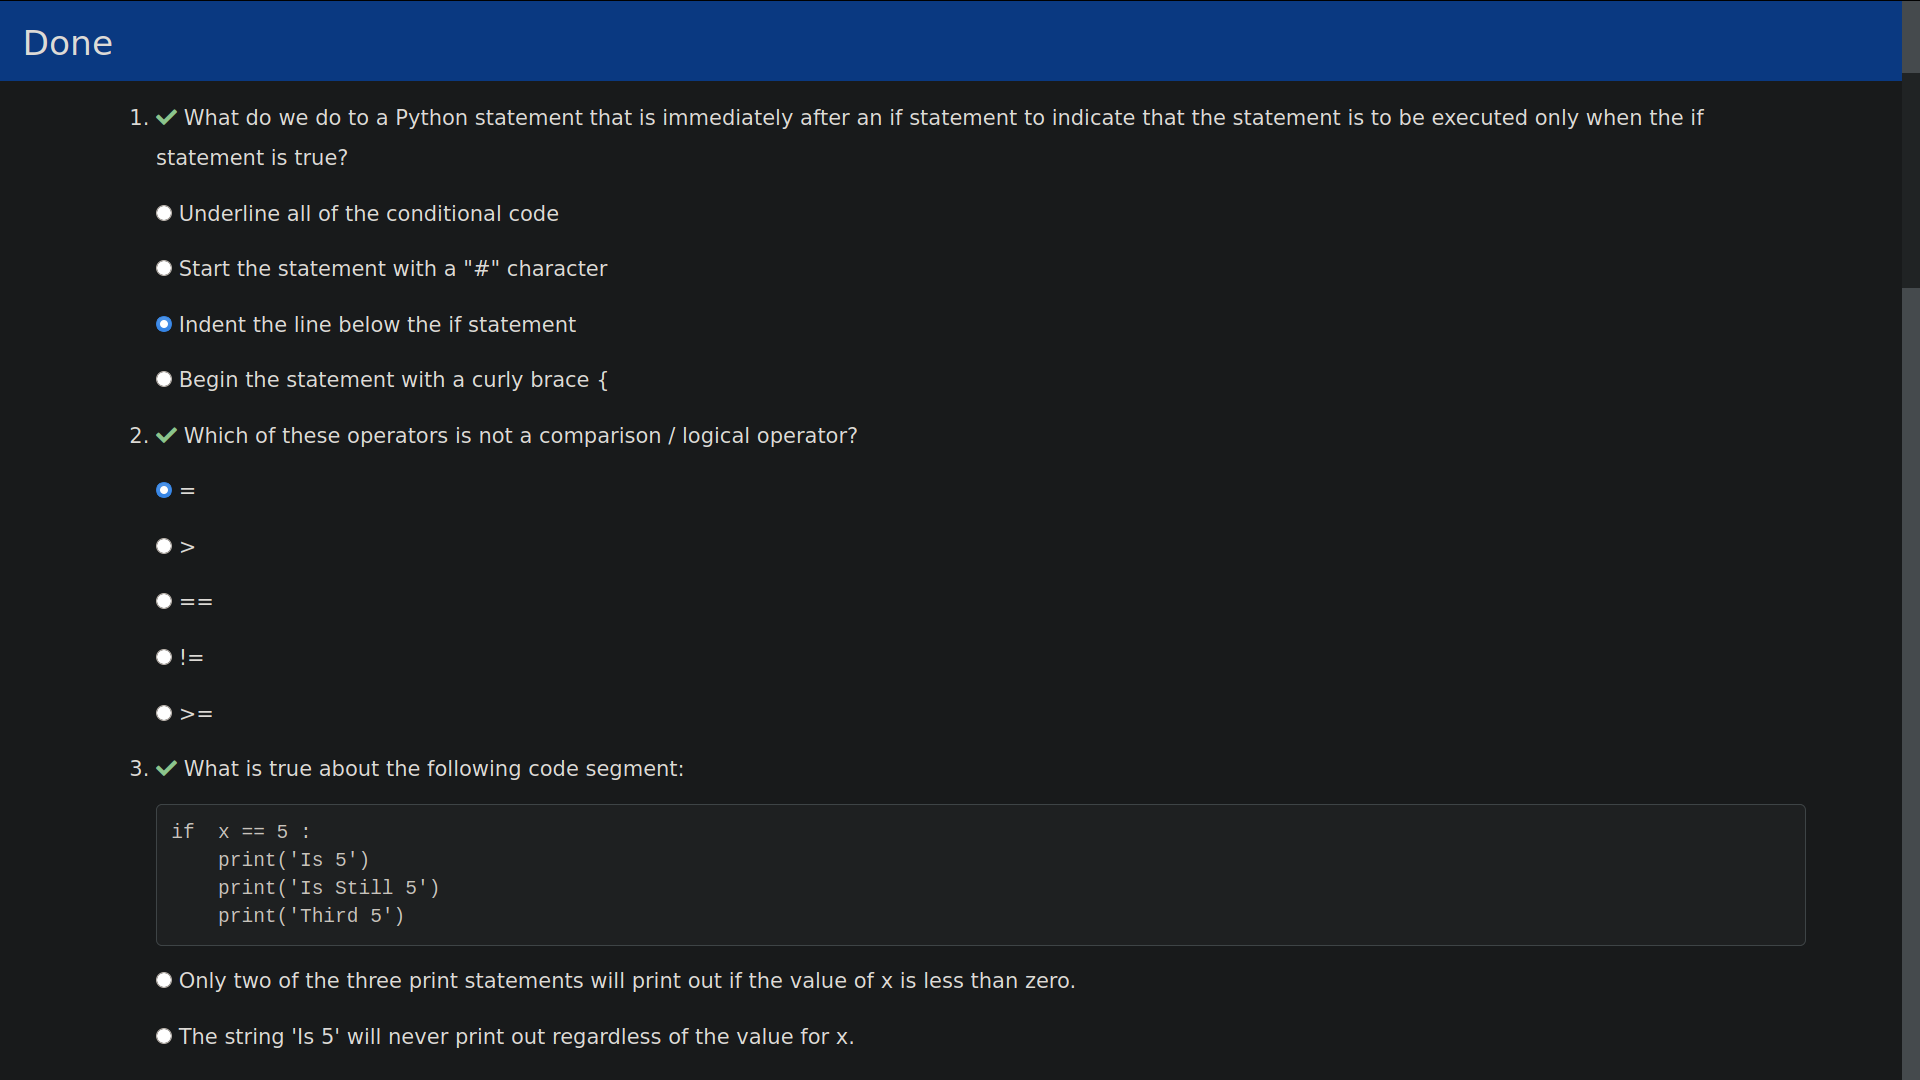 Done
1. What do we do to a Python statement that is immediately after an if statement to indicate that the statement is to be executed only when the if
statement is true?
Underline all of the conditional code
Start the statement with a "#" character
Indent the line below the if statement
Begin the statement with a curly brace {
2. Which of these operators is not a comparison / logical operator?
=
>
==
!=
>=
3. What is true about the following code segment:
if  x == 5 :
    print('Is 5')
    print('Is Still 5')
    print('Third 5')
Only two of the three print statements will print out if the value of x is less than zero.
The string 'Is 5' will never print out regardless of the value for x.